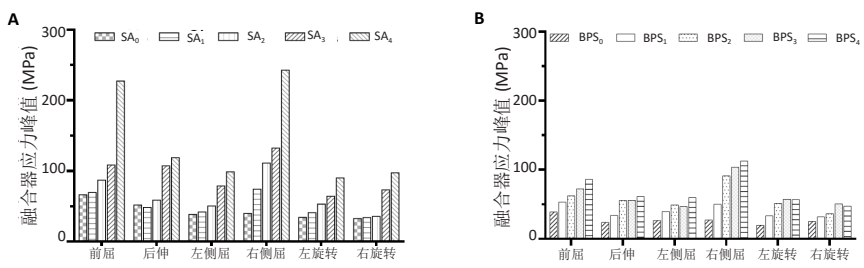 A
融合器应力峰值 (MPa)
300
200
100
0
SA₀
SA₁
SA₂
SA₃
SA₄
前屈
后伸
左侧屈
右侧屈
左旋转
右旋转
B
融合器应力峰值 (MPa)
300
200
100
0
BPS₀
BPS₁
BPS₂
BPS₃
BPS₄
前屈
后伸
左侧屈
右侧屈
左旋转
右旋转